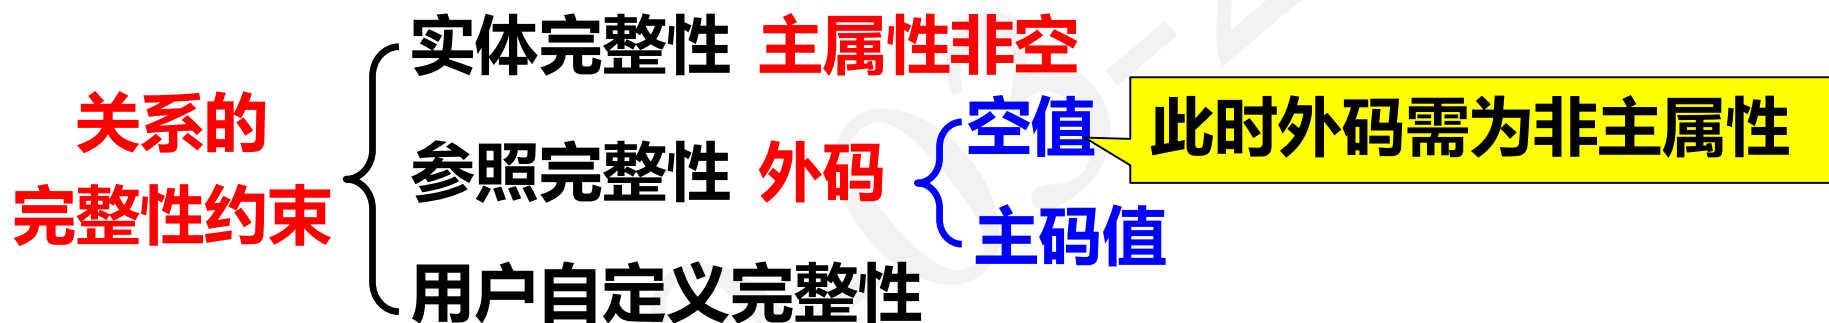 关系的
完整性约束
实体完整性 主属性非空
参照完整性 外码
空值
此时外码需为非主属性
主码值
用户自定义完整性